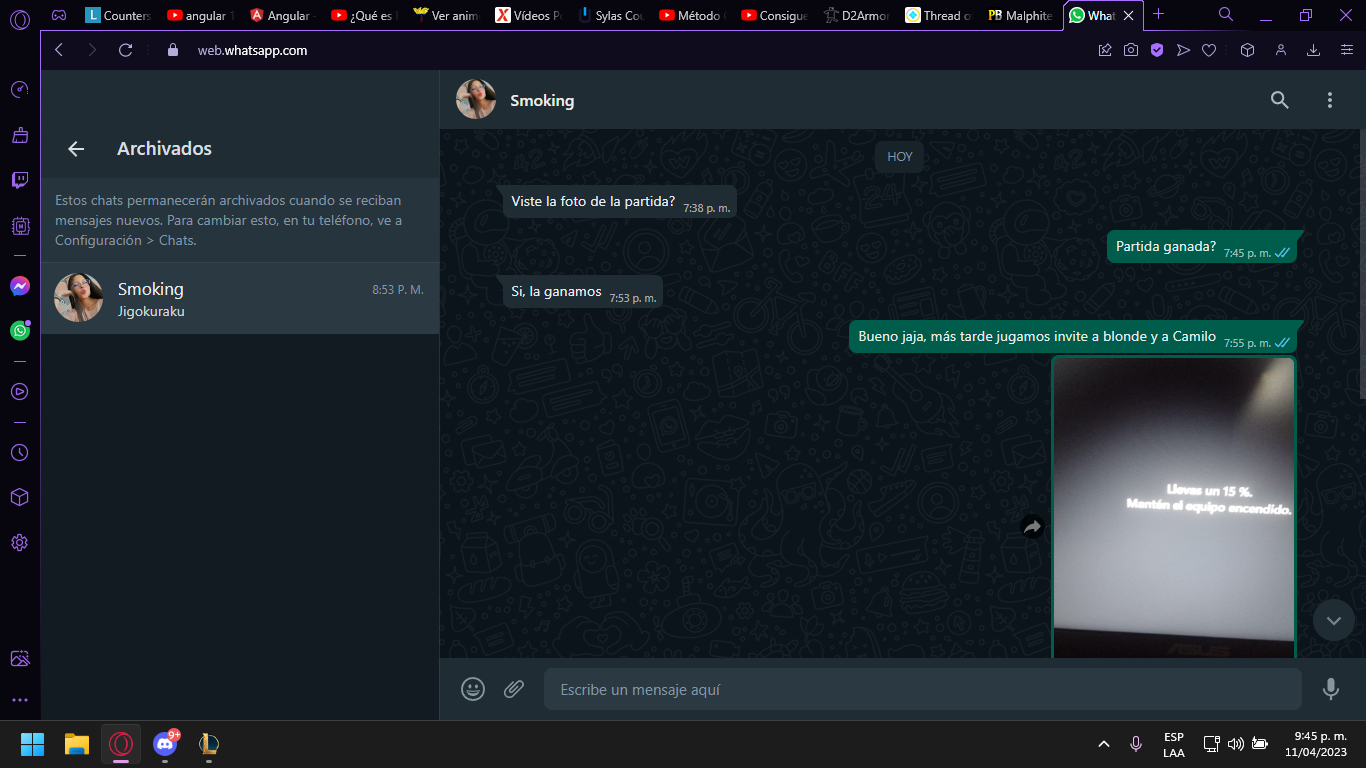 Counters
angular
Angular
¿Qué es
Ver anim
Vídeos P
Sylas Cou
Método
Consigue
D2Armor
Thread
Malphite
What
web.whatsapp.com
Archivados
Estos chats permanecerán archivados cuando se reciban
mensajes nuevos. Para cambiar esto, en tu teléfono, ve a
Configuración > Chats.
Smoking
8:53 P. M.
Jigokuraku
Smoking
HOY
Viste la foto de la partida? 7:38 p. m.
Partida ganada? 7:45 p. m.
Si, la ganamos 7:53 p. m.
Bueno jaja, más tarde jugamos invite a blonde y a Camilo 7:55 p. m.
Llevas un 15 %.
Mantén el equipo encendido.
ASUS
Escribe un mensaje aquí
9+
ESP
LAA
9:45 p. m.
11/04/2023